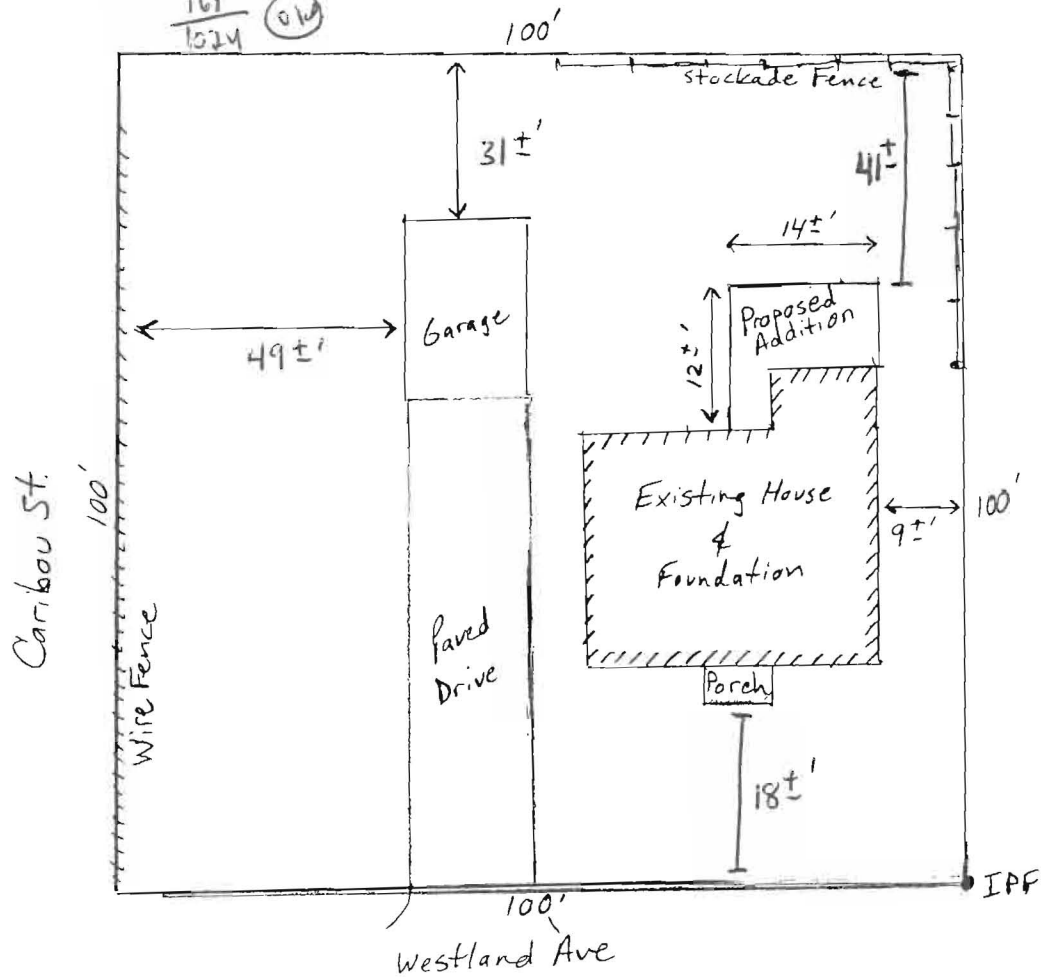 1024
100'
Stockade Fence
31±'
41±
14±'
Garage
Proposed
Addition
12±'
49±'
Caribou St.
100'
Existing House
&
Foundation
9±'
100'
Wire Fence
Paved
Drive
Porch
18±'
IPF
100'
Westland Ave